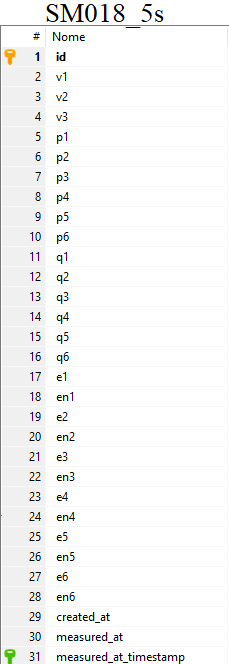 SM018_5s
# Nome
1 id
2 v1
3 v2
4 v3
5 p1
6 p2
7 p3
8 p4
9 p5
10 p6
11 q1
12 q2
13 q3
14 q4
15 q5
16 q6
17 e1
18 en1
19 e2
20 en2
21 e3
22 en3
23 e4
24 en4
25 e5
26 en5
27 e6
28 en6
29 created_at
30 measured_at
31 measured_at_timestamp